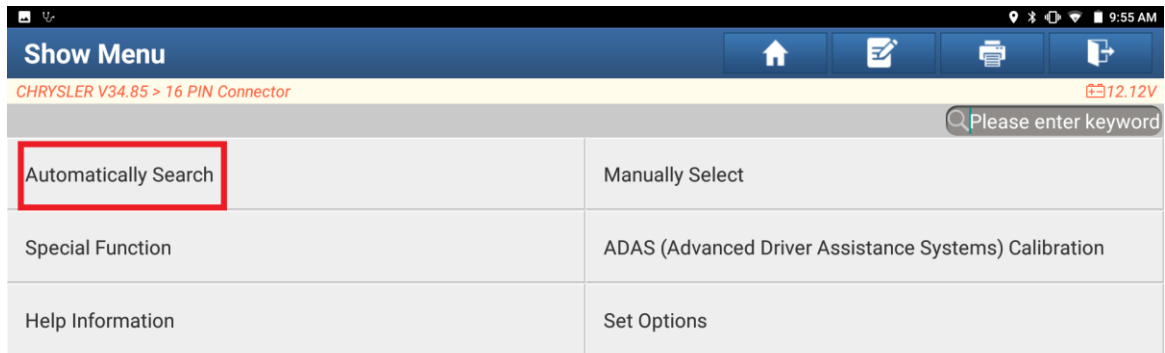 9:55 AM
Show Menu
CHRYSLER V34.85 > 16 PIN Connector
12.12V
Please enter keyword
Automatically Search
Manually Select
Special Function
ADAS (Advanced Driver Assistance Systems) Calibration
Help Information
Set Options